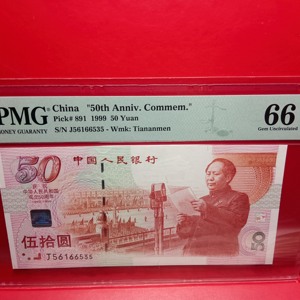 PMG
MONEY GUARANTY
China "50th Anniv. Commem."
Pick# 891 1999 50 Yuan
S/N J56166535 - Wmk: Tiananmen
66
Gem Uncirculated
50
中国人民银行
伍拾圆
J56166535